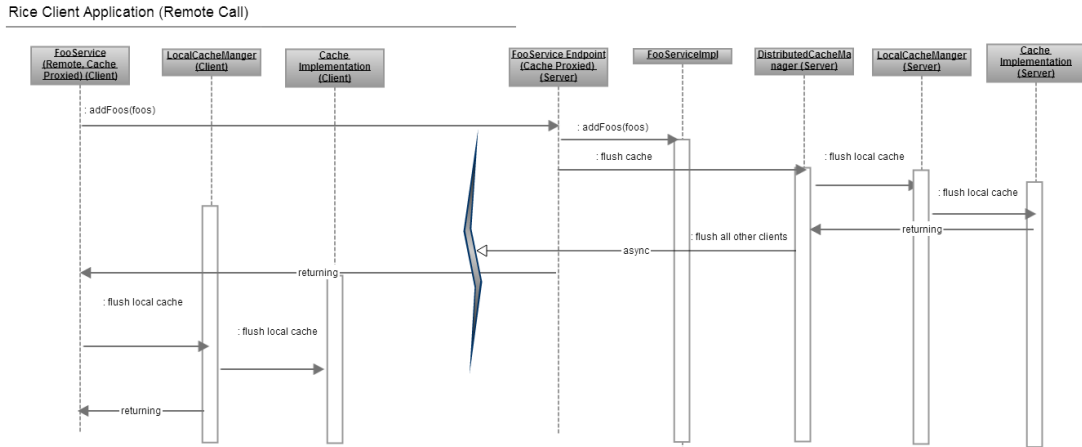 Rice Client Application (Remote Call)
FooService
(Remote, Cache
Proxied) (Client)
LocalCacheManger
(Client)
Cache
Implementation
(Client)
FooService Endpoint
(Cache Proxied)
(Server)
FooServiceImpl
DistributedCacheMa
nager (Server)
LocalCacheManager
(Server)
Cache
Implementation
(Server)
: addFoos(foos)
: addFoos(foos)
: flush cache
: flush local cache
: flush local cache
returning
: flush all other clients
async
returning
: flush local cache
: flush local cache
returning